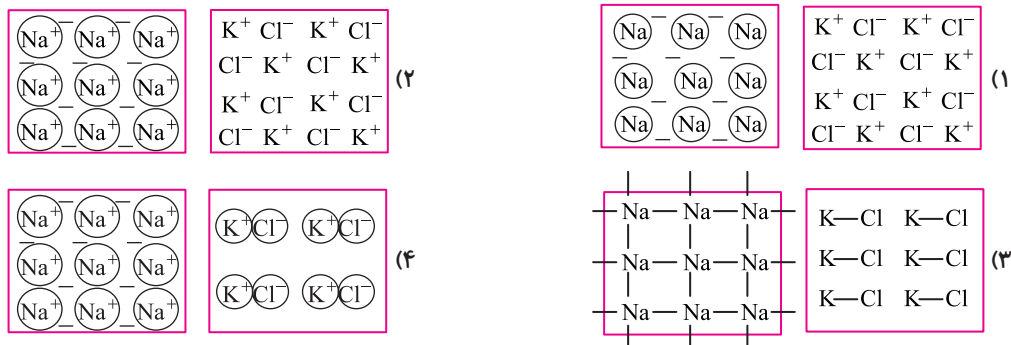 ۱)
K⁺ Cl⁻ K⁺ Cl⁻
Cl⁻ K⁺ Cl⁻ K⁺
K⁺ Cl⁻ K⁺ Cl⁻
Cl⁻ K⁺ Cl⁻ K⁺
Na – Na – Na
– – –
Na Na Na
– –
Na – Na – Na
۲)
K⁺ Cl⁻ K⁺ Cl⁻
Cl⁻ K⁺ Cl⁻ K⁺
K⁺ Cl⁻ K⁺ Cl⁻
Cl⁻ K⁺ Cl⁻ K⁺
Na⁺ – Na⁺ – Na⁺
– – –
Na⁺ Na⁺ Na⁺
– –
Na⁺ – Na⁺ – Na⁺
۳)
K—Cl K—Cl
K—Cl K—Cl
K—Cl K—Cl
—Na—Na—Na—
—Na—Na—Na—
—Na—Na—Na—
۴)
K⁺Cl⁻ K⁺Cl⁻
K⁺Cl⁻ K⁺Cl⁻
Na⁺ – Na⁺ – Na⁺
– – –
Na⁺ Na⁺ Na⁺
– –
Na⁺ – Na⁺ – Na⁺